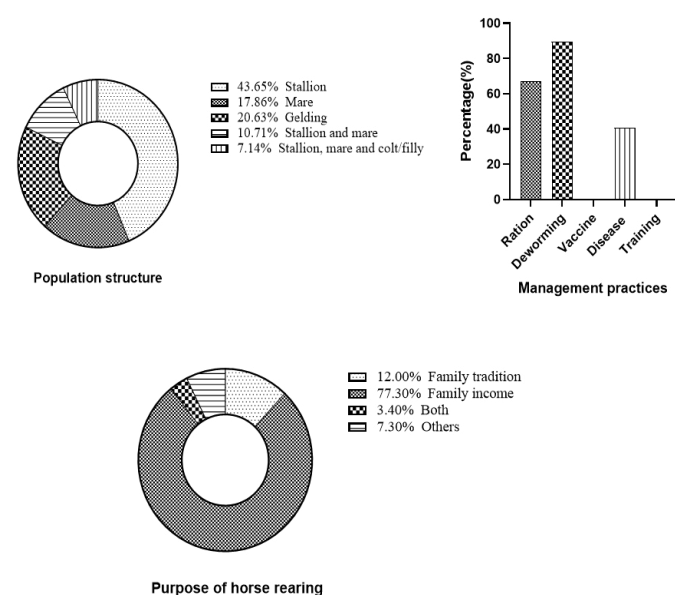 43.65% Stallion
17.86% Mare
20.63% Gelding
10.71% Stallion and mare
7.14% Stallion, mare and colt/filly
Population structure
Percentage(%)
100
80
60
40
20
0
Ration
Deworming
Vaccine
Disease
Training
Management practices
12.00% Family tradition
77.30% Family income
3.40% Both
7.30% Others
Purpose of horse rearing